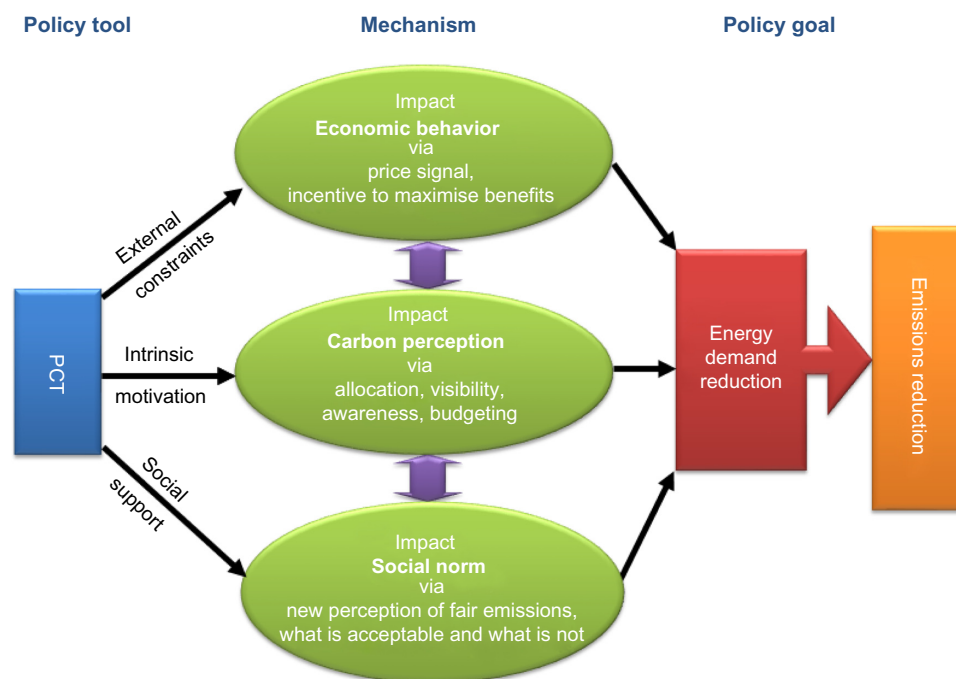 Policy tool
Mechanism
Policy goal
PCT
External
constraints
Intrinsic
motivation
Social
support
Impact
Economic behavior
via
price signal,
incentive to maximise benefits
Impact
Carbon perception
via
allocation, visibility,
awareness, budgeting
Impact
Social norm
via
new perception of fair emissions,
what is acceptable and what is not
Energy
demand
reduction
Emissions reduction